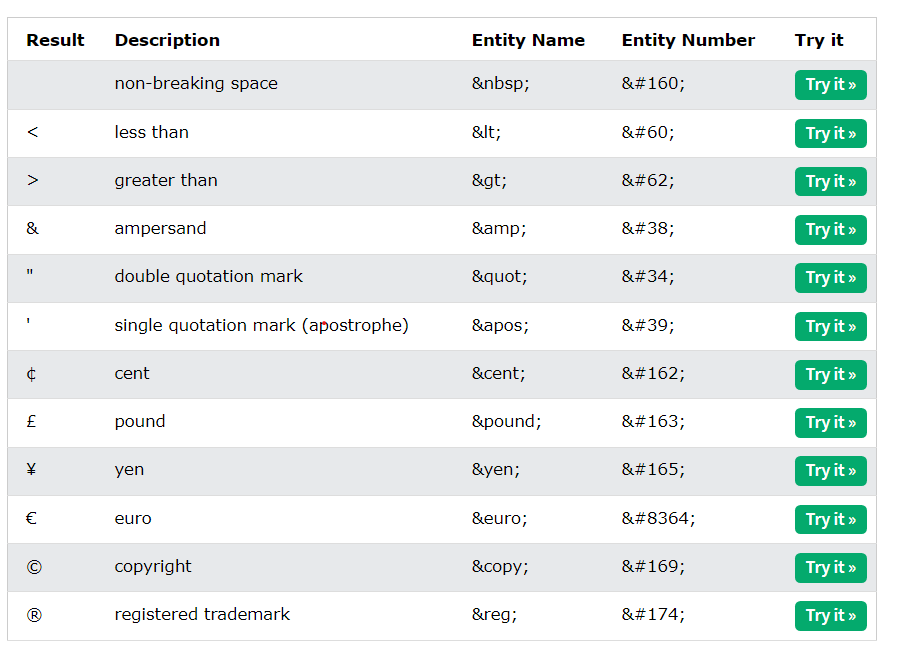 Result Description Entity Name Entity Number Try it
non-breaking space &nbsp; &#160; Try it »
< less than &lt; &#60; Try it »
> greater than &gt; &#62; Try it »
& ampersand &amp; &#38; Try it »
" double quotation mark &quot; &#34; Try it »
' single quotation mark (apostrophe) &apos; &#39; Try it »
¢ cent &cent; &#162; Try it »
£ pound &pound; &#163; Try it »
¥ yen &yen; &#165; Try it »
€ euro &euro; &#8364; Try it »
© copyright &copy; &#169; Try it »
® registered trademark &reg; &#174; Try it »